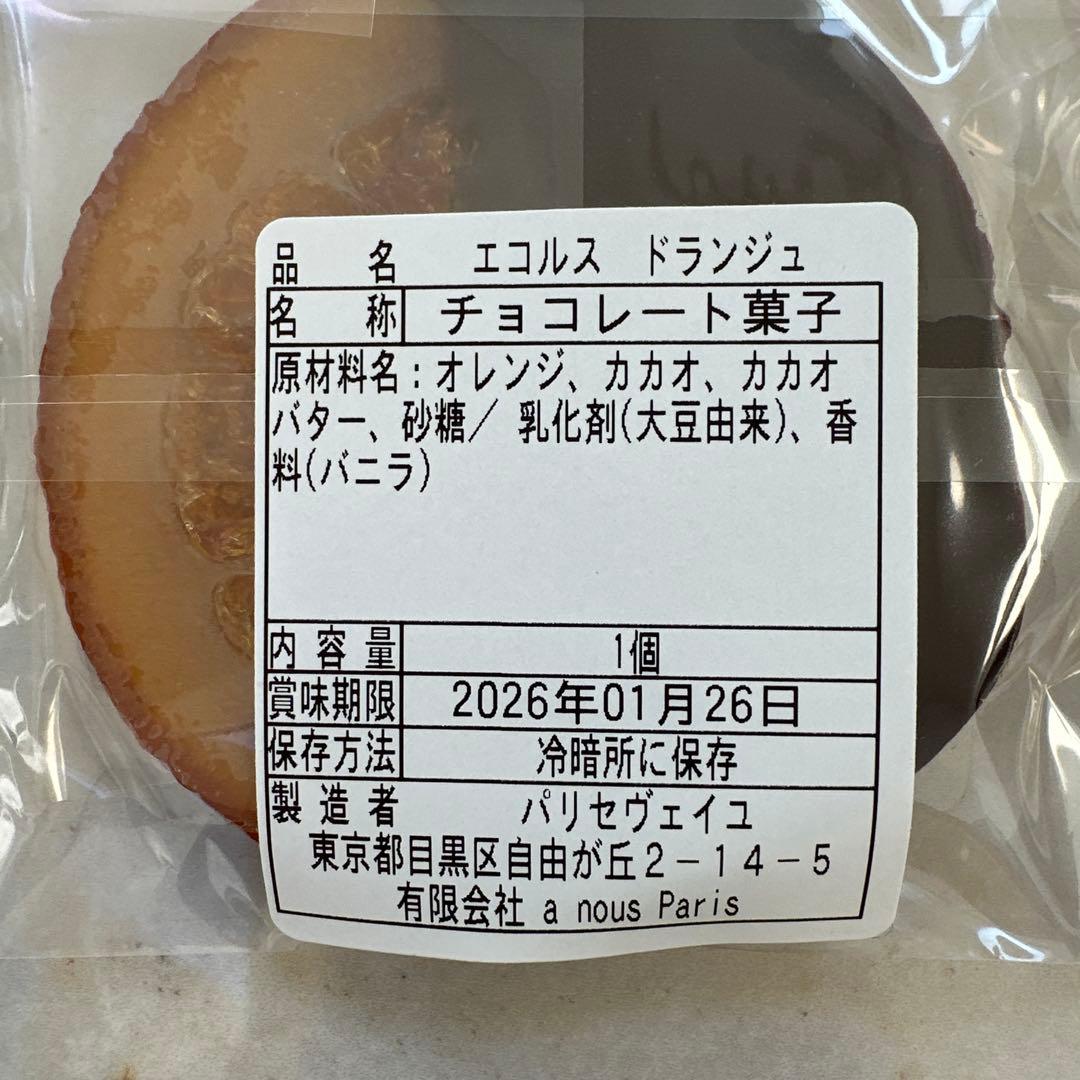 品名 エコルス ドランジュ
名称 チョコレート菓子
原材料名:オレンジ、カカオ、カカオ
バター、砂糖/ 乳化剤(大豆由来)、香
料(バニラ)
内容量 1個
賞味期限 2026年01月26日
保存方法 冷暗所に保存
製造者 パリセヴェイユ
東京都目黒区自由が丘2-14-5
有限会社 a nous Paris